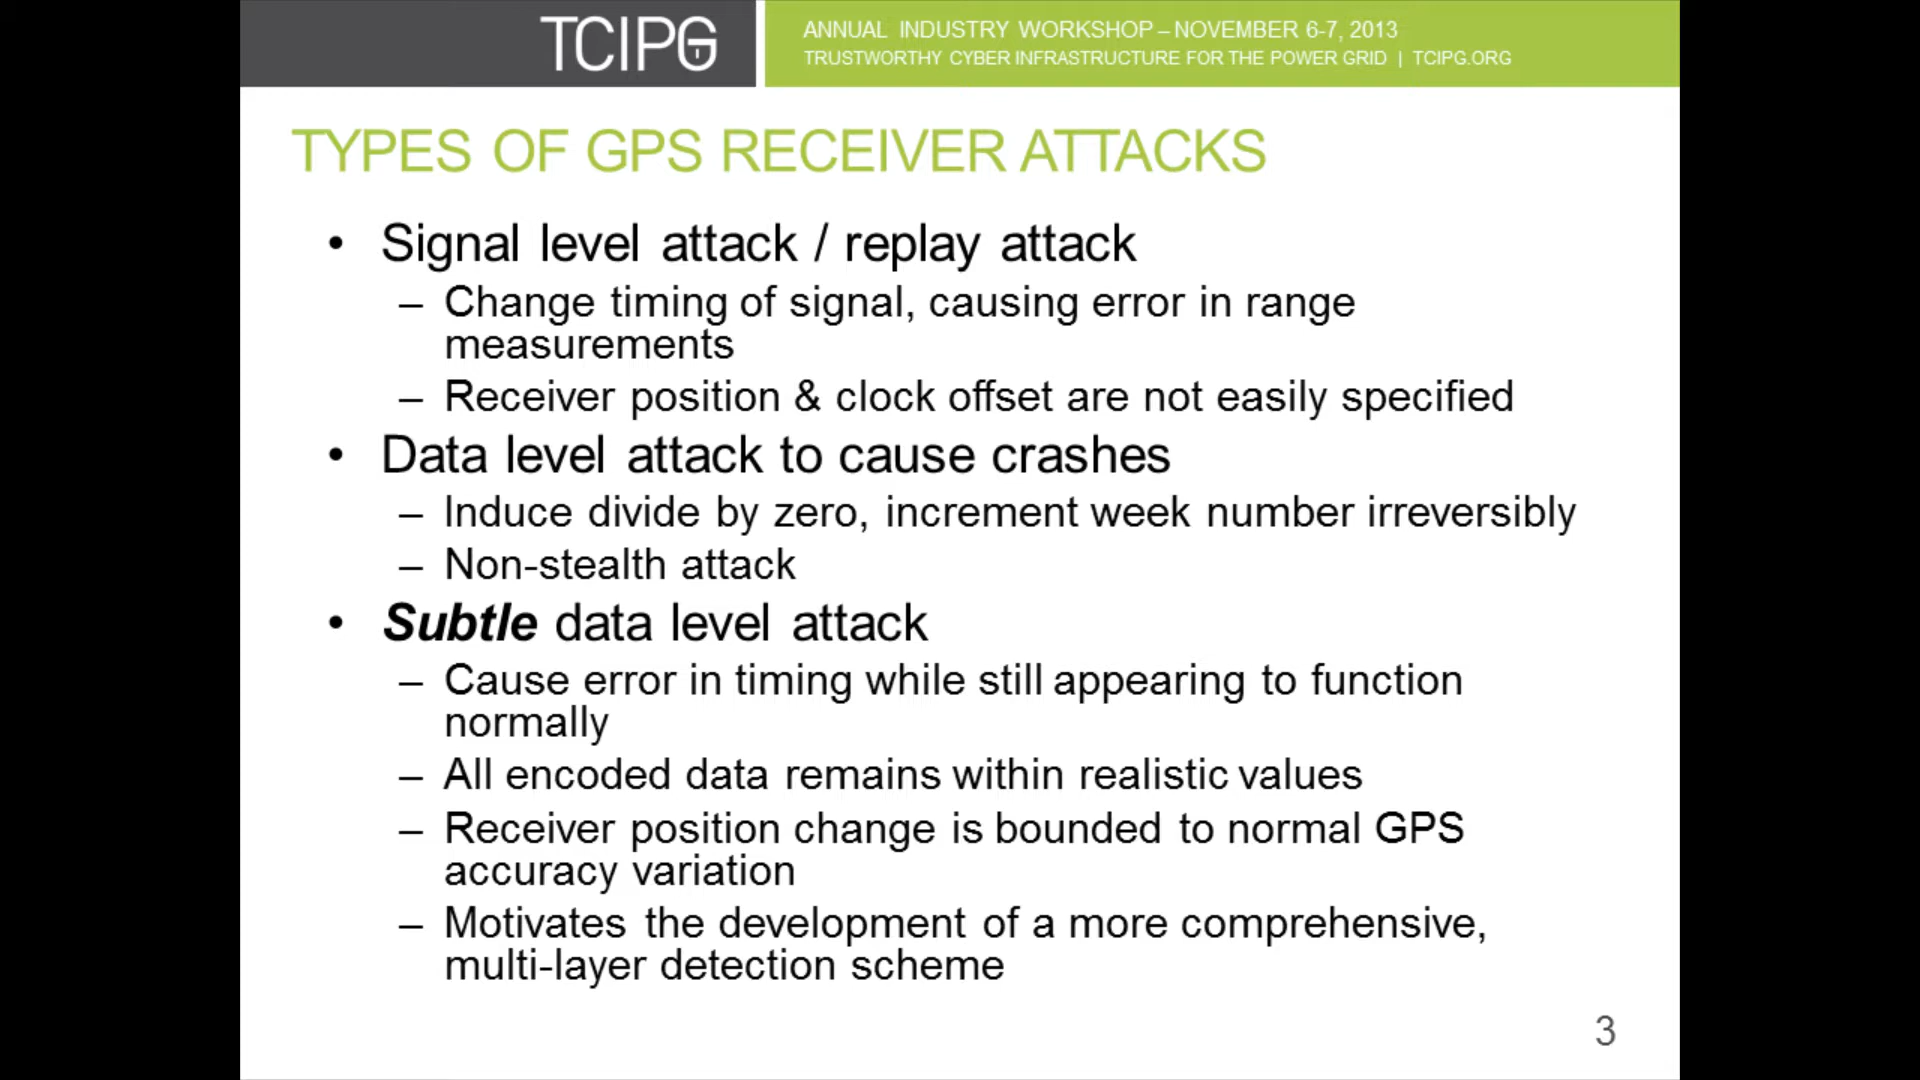 TCIPG
ANNUAL INDUSTRY WORKSHOP – NOVEMBER 6-7, 2013
TRUSTWORTHY CYBER INFRASTRUCTURE FOR THE POWER GRID | TCIPG.ORG
TYPES OF GPS RECEIVER ATTACKS
• Signal level attack / replay attack
– Change timing of signal, causing error in range
measurements
– Receiver position & clock offset are not easily specified
• Data level attack to cause crashes
– Induce divide by zero, increment week number irreversibly
– Non-stealth attack
• Subtle data level attack
– Cause error in timing while still appearing to function
normally
– All encoded data remains within realistic values
– Receiver position change is bounded to normal GPS
accuracy variation
– Motivates the development of a more comprehensive,
multi-layer detection scheme
3